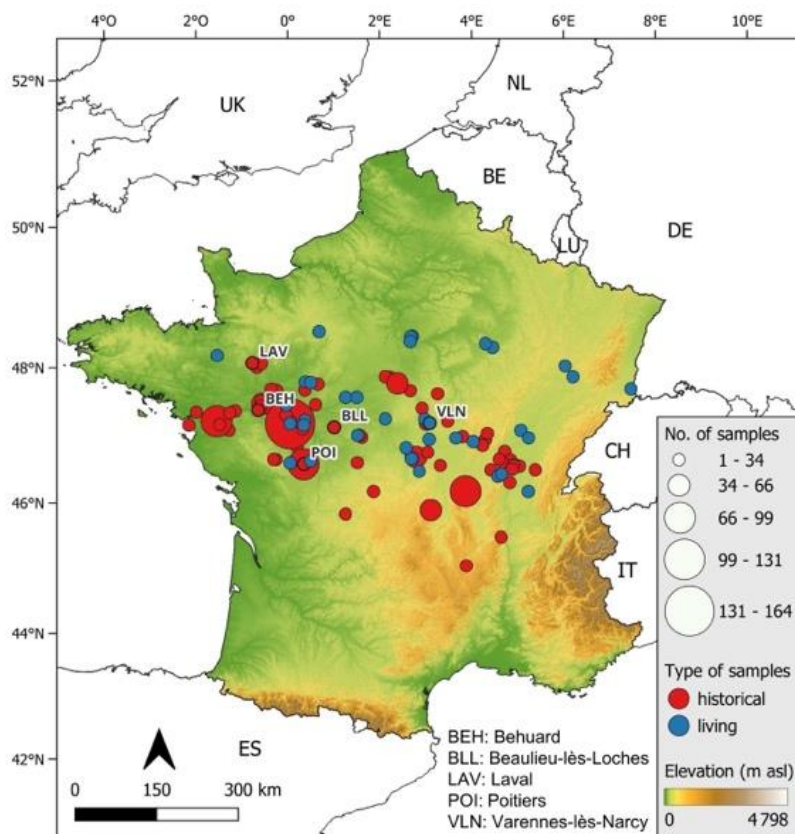 4°W 2°W 0° 2°E 4°E 6°E 8°E 10°E
52°N
NL
UK
BE
50°N
DE
LU
48°N
LAV
BEH
BLL
VLN
POI
CH
No. of samples
1 - 34
34 - 66
66 - 99
99 - 131
131 - 164
46°N
IT
44°N
Type of samples
historical
living
ES
BEH: Behuard
BLL: Beaulieu-lès-Loches
LAV: Laval
POI: Poitiers
VLN: Varennes-lès-Narcy
42°N
0 150 300 km
Elevation (m asl)
0 4 798